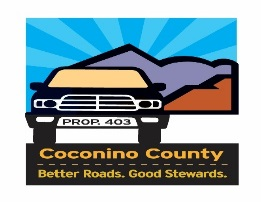 PROP. 403
Coconino County
Better Roads. Good Stewards.